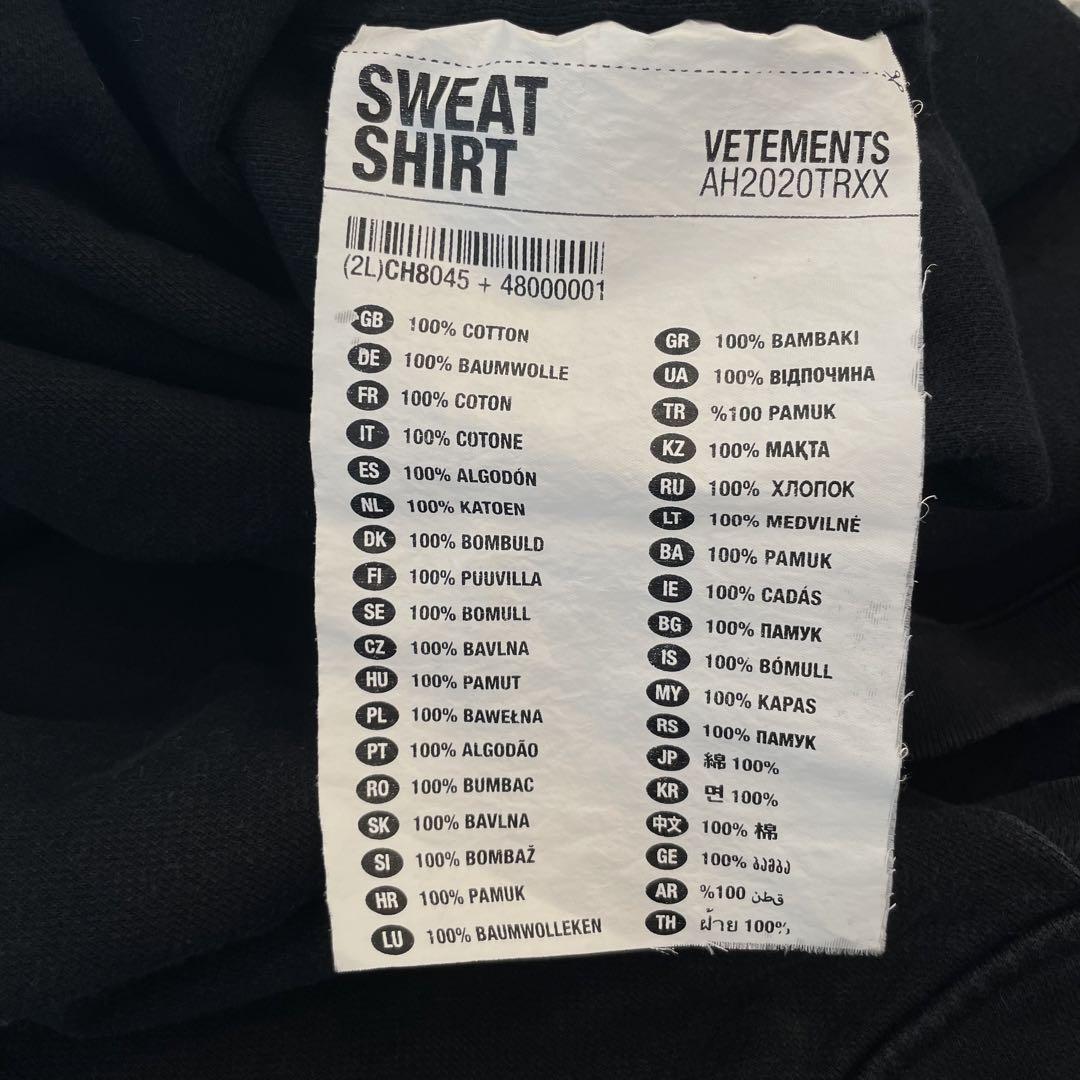 SWEAT
SHIRT
VETEMENTS
AH2020TRXX
(2L)CH8045 + 48000001
GB 100% COTTON
DE 100% BAUMWOLLE
FR 100% COTON
IT 100% COTONE
ES 100% ALGODÓN
NL 100% KATOEN
DK 100% BOMBULD
FI 100% PUUVILLA
SE 100% BOMULL
CZ 100% BAVLNA
HU 100% PAMUT
PL 100% BAWEŁNA
PT 100% ALGODÃO
RO 100% BUMBAC
SK 100% BAVLNA
SI 100% BOMBAŽ
HR 100% PAMUK
LU 100% BAUMWOLLEKEN
GR 100% BAMBAKI
UA 100% ВІДПОЧИНА
TR %100 PAMUK
KZ 100% МАҚТА
RU 100% ХЛОПОК
LT 100% MEDVILNĖ
BA 100% PAMUK
IE 100% CADÁS
BG 100% ПАМУК
IS 100% BÓMULL
MY 100% KAPAS
RS 100% ПАМУК
JP 綿 100%
KR 면 100%
中文 100% 棉
GE 100% ბამბა
AR %100 قطن
TH ฝ้าย 100%